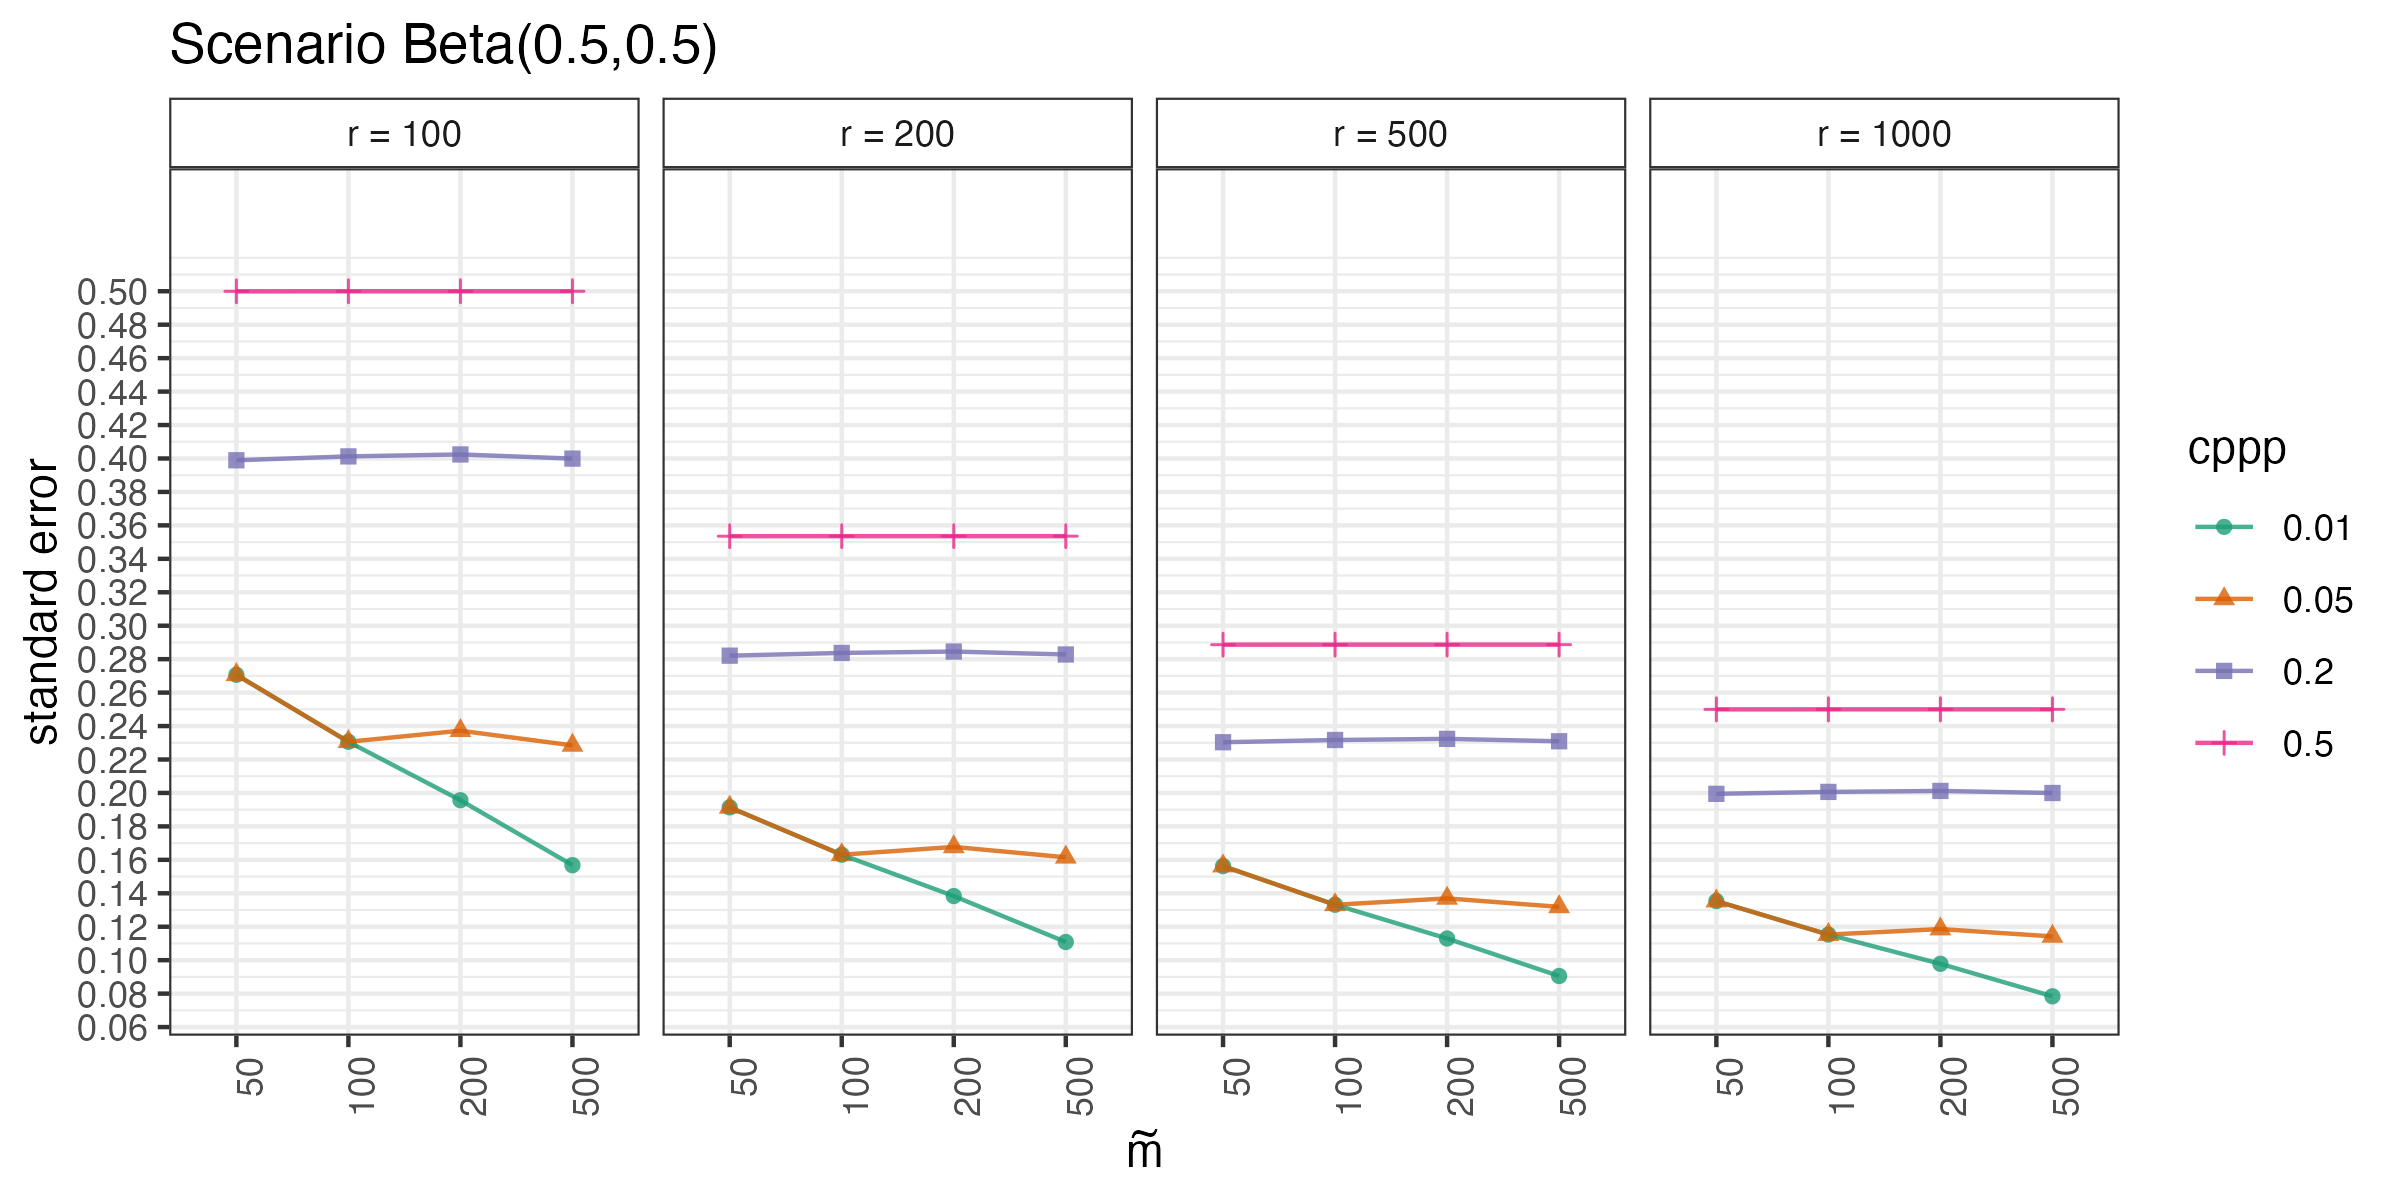 Scenario Beta(0.5,0.5)
r = 100
r = 200
r = 500
r = 1000
standard error
0.50
0.48
0.46
0.44
0.42
0.40
0.38
0.36
0.34
0.32
0.30
0.28
0.26
0.24
0.22
0.20
0.18
0.16
0.14
0.12
0.10
0.08
0.06
50 100 200 500
50 100 200 500
50 100 200 500
50 100 200 500
m̃
cppp
0.01
0.05
0.2
0.5